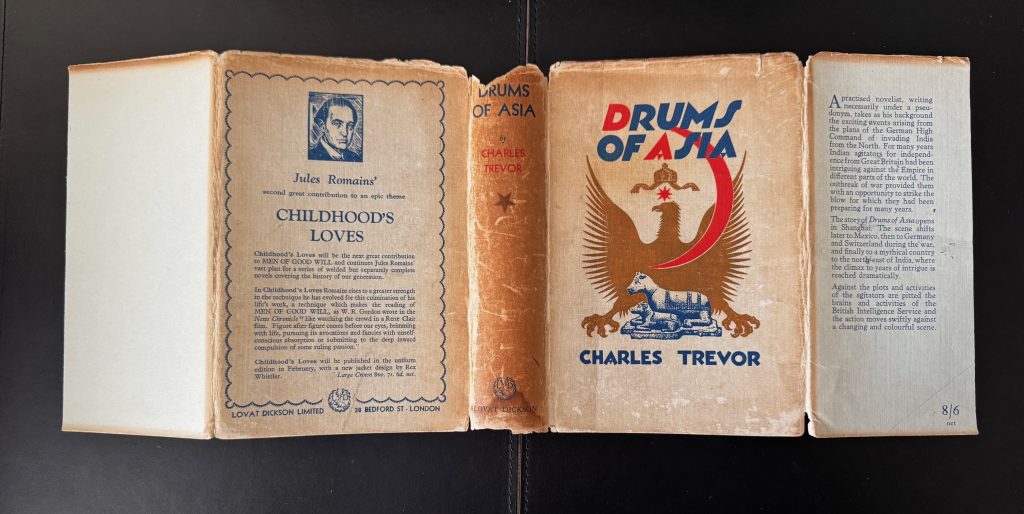 Jules Romains'
second great contribution to an epic theme
CHILDHOOD'S
LOVES
Childhood's Loves will be the next great contribution
to MEN OF GOOD WILL and continues Jules Romains'
vast plan for a series of welded but separately complete
novels covering the history of our generation.
In Childhood's Loves Romains rises to a greater strength
in the technique he has evolved for this culmination of his
life's work, a technique which makes the reading of
MEN OF GOOD WILL, as W. R. Gordon wrote in the
News Chronicle "like watching the crowd in a Rene Clair
film. Figure after figure comes before our eyes, brimming
with life, pursuing its avocations and fancies with unself-
conscious absorption or submitting to the deep inward
compulsion of some ruling passion."
Childhood's Loves will be published in the uniform
edition in February, with a new jacket design by Rex
Whistler. Large Crown 8vo. 7s. 6d. net.
LOVAT DICKSON LIMITED 38 BEDFORD ST - LONDON
DRUMS
OF ASIA
by
CHARLES
TREVOR
LOVAT DICKSON
DRUMS
OF ASIA
CHARLES TREVOR
A practised novelist, writing
necessarily under a pseu-
donym, takes as his background
the exciting events arising from
the plans of the German High
Command of invading India
from the North. For many years
Indian agitators for independ-
ence from Great Britain had been
intriguing against the Empire in
different parts of the world. The
outbreak of war provided them
with an opportunity to strike the
blow for which they had been
preparing for many years.
The story of Drums of Asia opens
in Shanghai. The scene shifts
later to Mexico, then to Germany
and Switzerland during the war,
and finally to a mythical country
to the north-east of India, where
the climax to years of intrigue is
reached dramatically.
Against the plots and activities
of the agitators are pitted the
brains and activities of the
British Intelligence Service and
the action moves swiftly against
a changing and colourful scene.
8/6
net